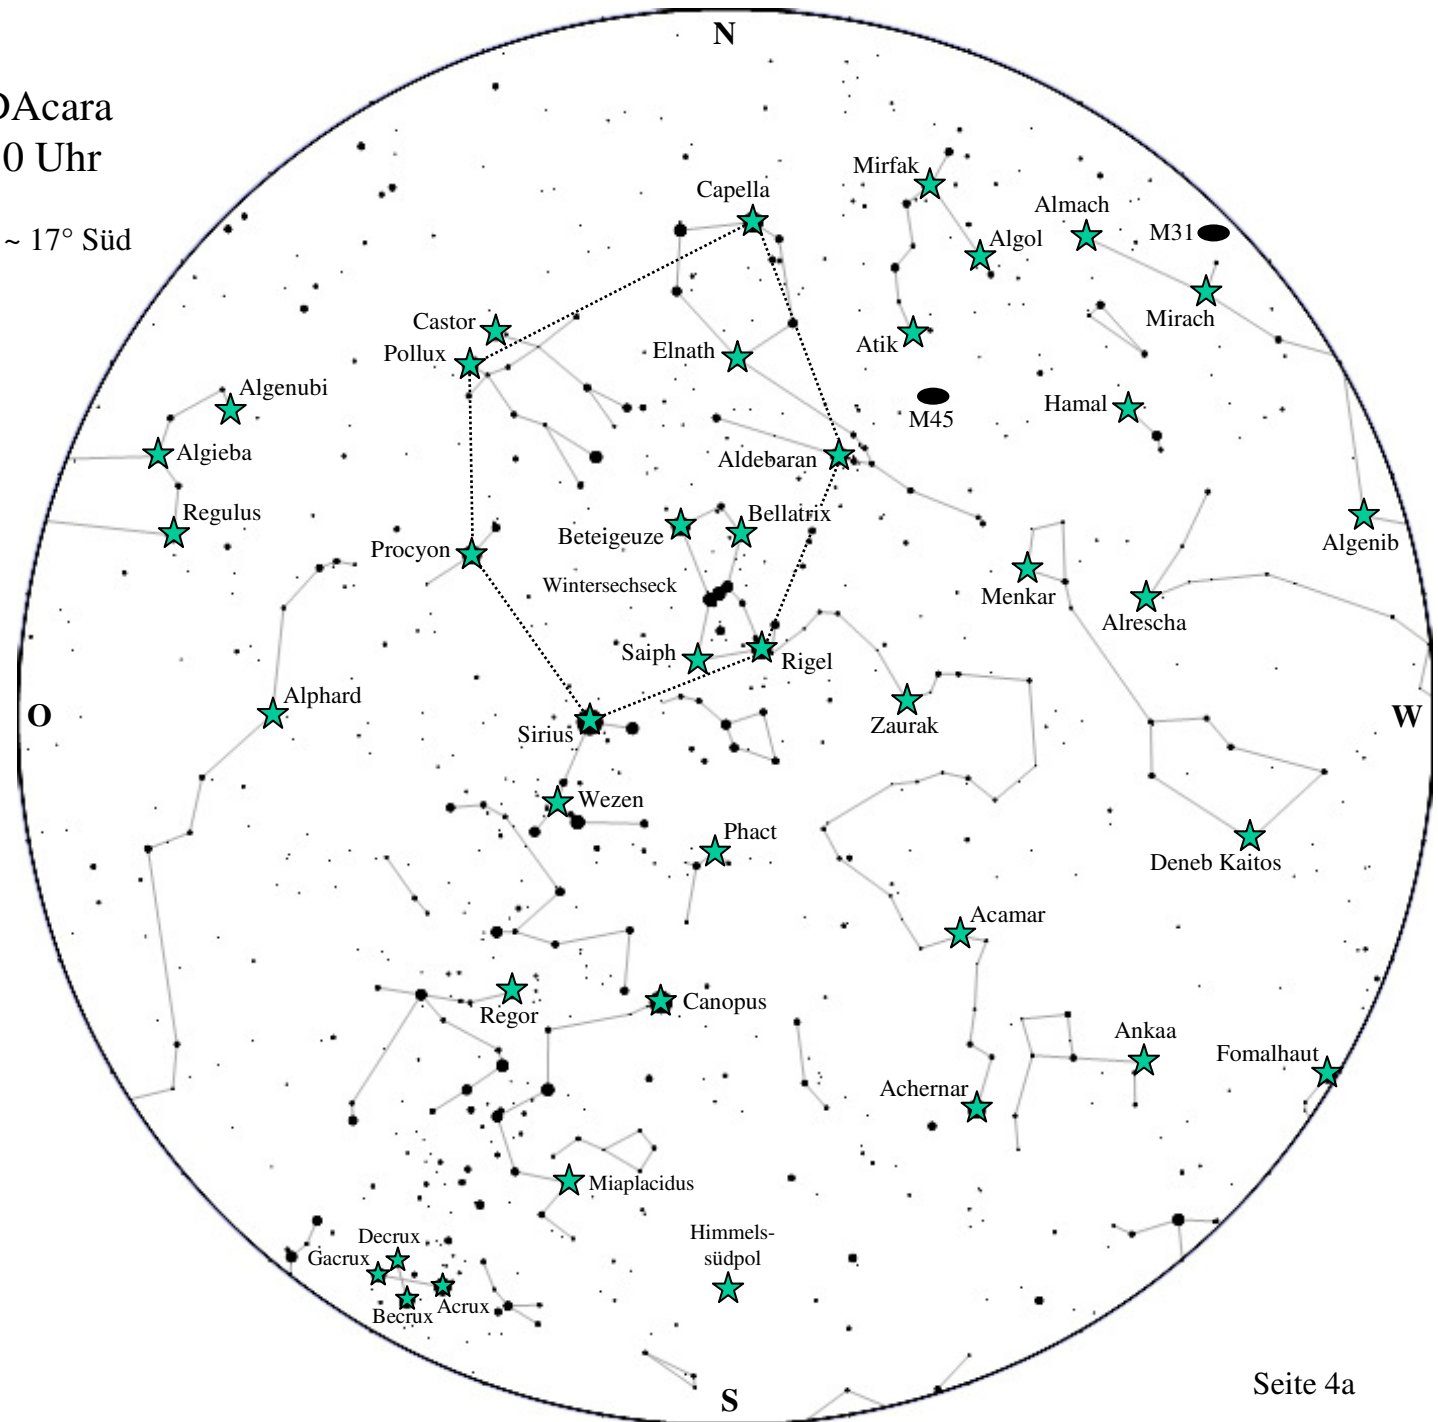 N
DAcara
0 Uhr
~ 17° Süd
Mirfak
Capella
Almach
M31
Algol
Castor
Mirach
Pollux
Elnath
Atik
Algenubi
Hamal
M45
Algieba
Aldebaran
Regulus
Bellatrix
Beteigeuze
Algenib
Procyon
Wintersechseck
Menkar
Alrescha
Saiph
Rigel
Alphard
O
W
Zaurak
Sirius
Wezen
Phact
Deneb Kaitos
Acamar
Canopus
Regor
Ankaa
Fomalhaut
Achernar
Miaplacidus
Himmels-
südpol
Decrux
Gacrux
Acrux
Becrux
S
Seite 4a